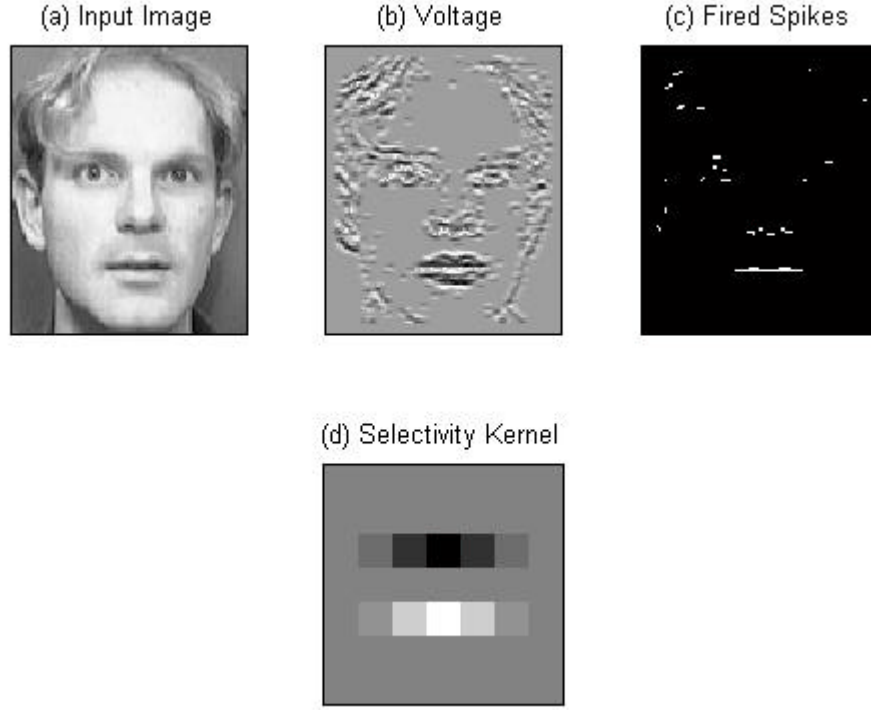 (a) Input Image
(b) Voltage
(c) Fired Spikes
(d) Selectivity Kernel